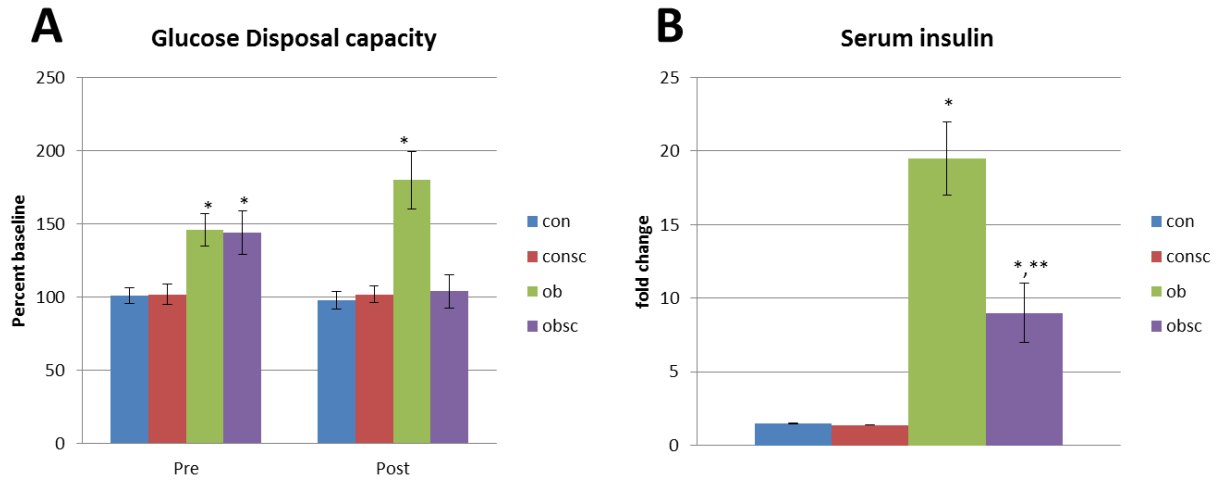 A
Glucose Disposal capacity
Percent baseline
250
200
150
100
50
0
*
*
*
Pre
Post
con
consc
ob
obsc
B
Serum insulin
fold change
25
20
15
10
5
0
*
*,**
con
consc
ob
obsc